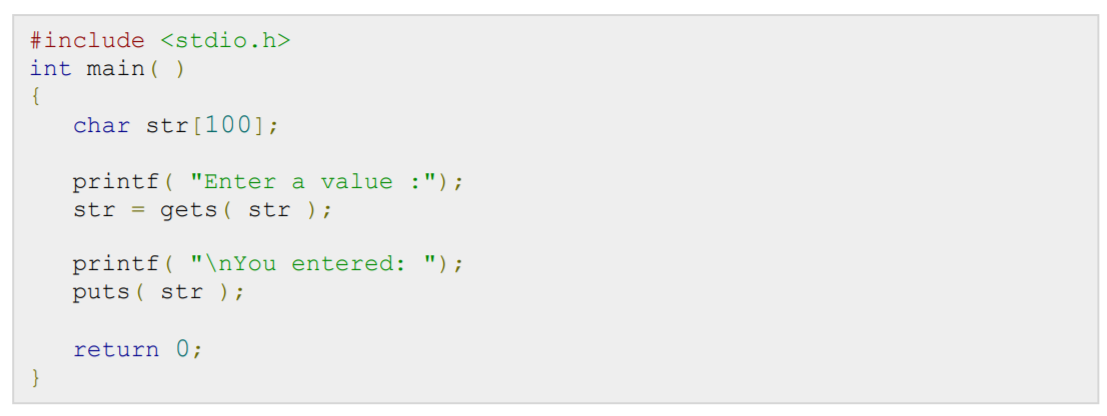 #include <stdio.h>
int main( )
{
   char str[100];

   printf( "Enter a value :");
   str = gets( str );

   printf( "\nYou entered: ");
   puts( str );

   return 0;
}